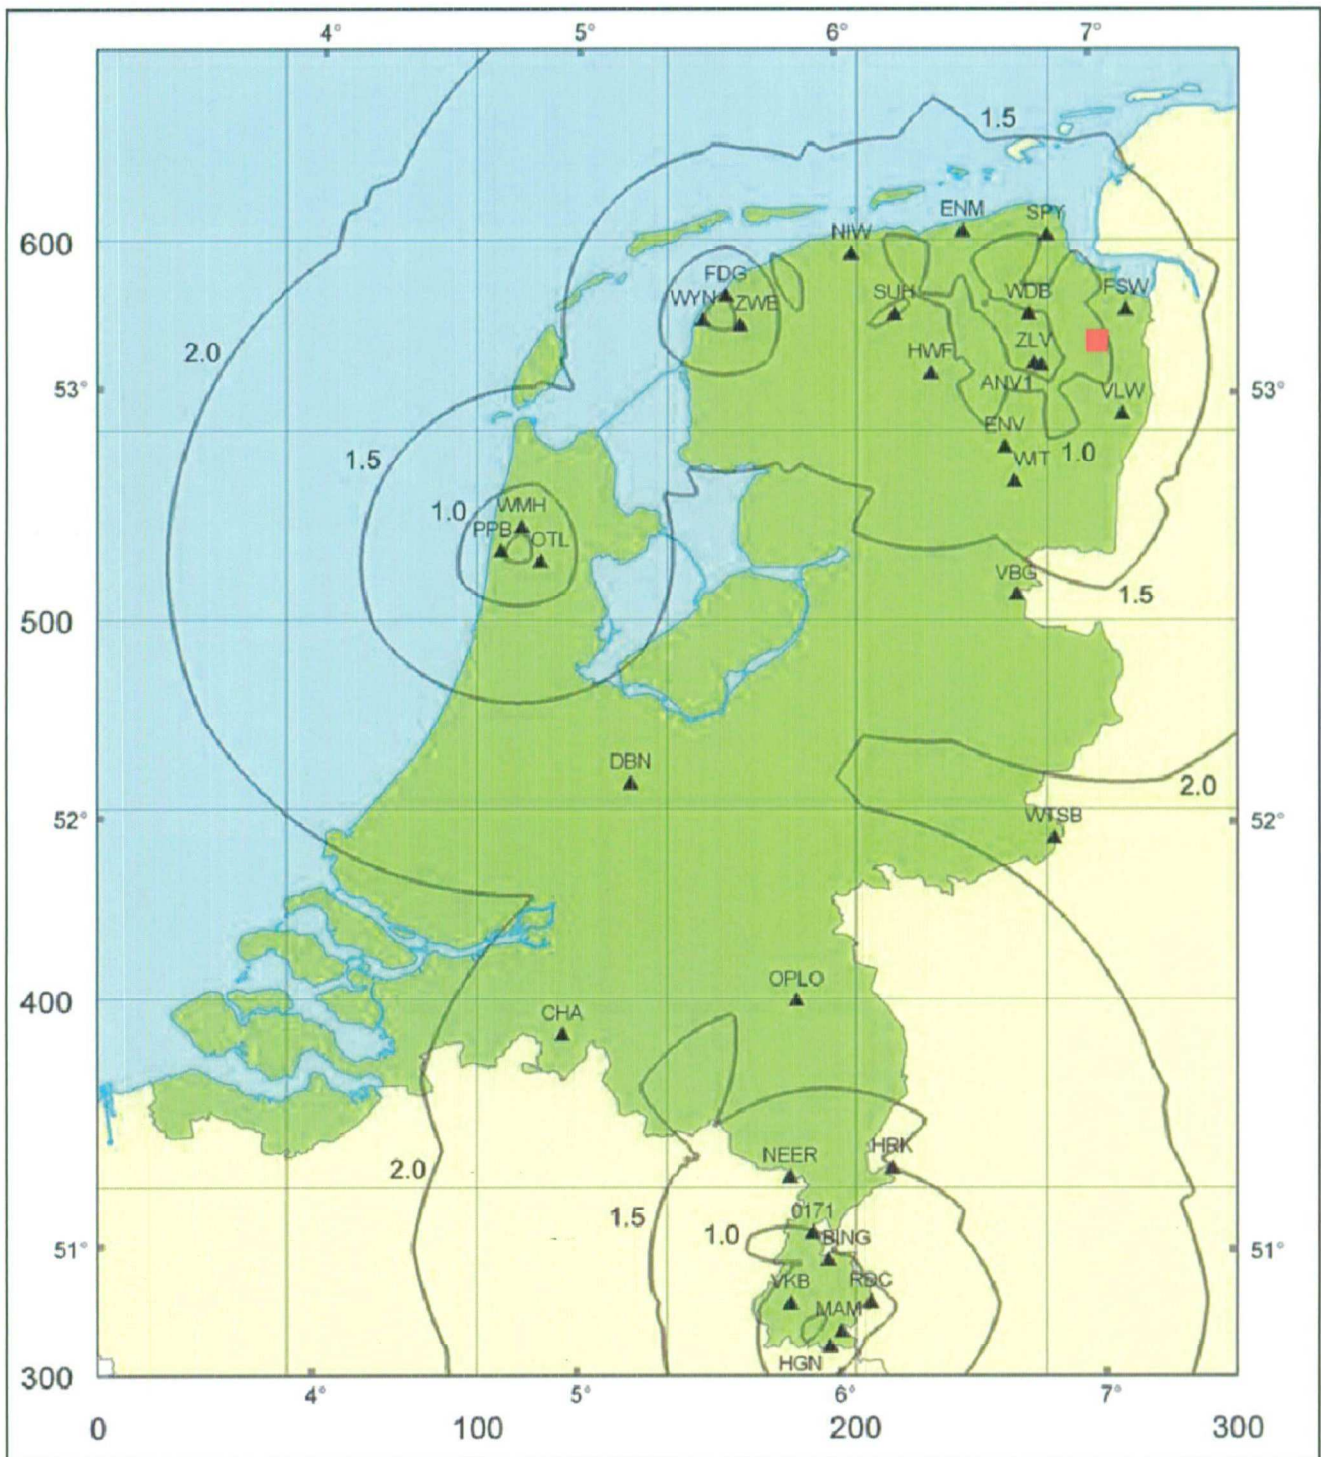 4° 5° 6° 7°
1.5
ENM SPY
600
NIW
FDG
WYN ZWE SUH WDB FSW
2.0
ZLV
HWF
53° ANV1 VLW 53°
ENV
1.5 WIT 1.0
1.0 WMH
PPB OTL
VBG
1.5
500
DBN
2.0
52° WTSB 52°
OPLO
400
CHA
2.0 NEER HRK
1.5 0171
1.0 BING
51° 51°
VKB RDC
MAM
HGN
300
4° 5° 6° 7°
0 100 200 300